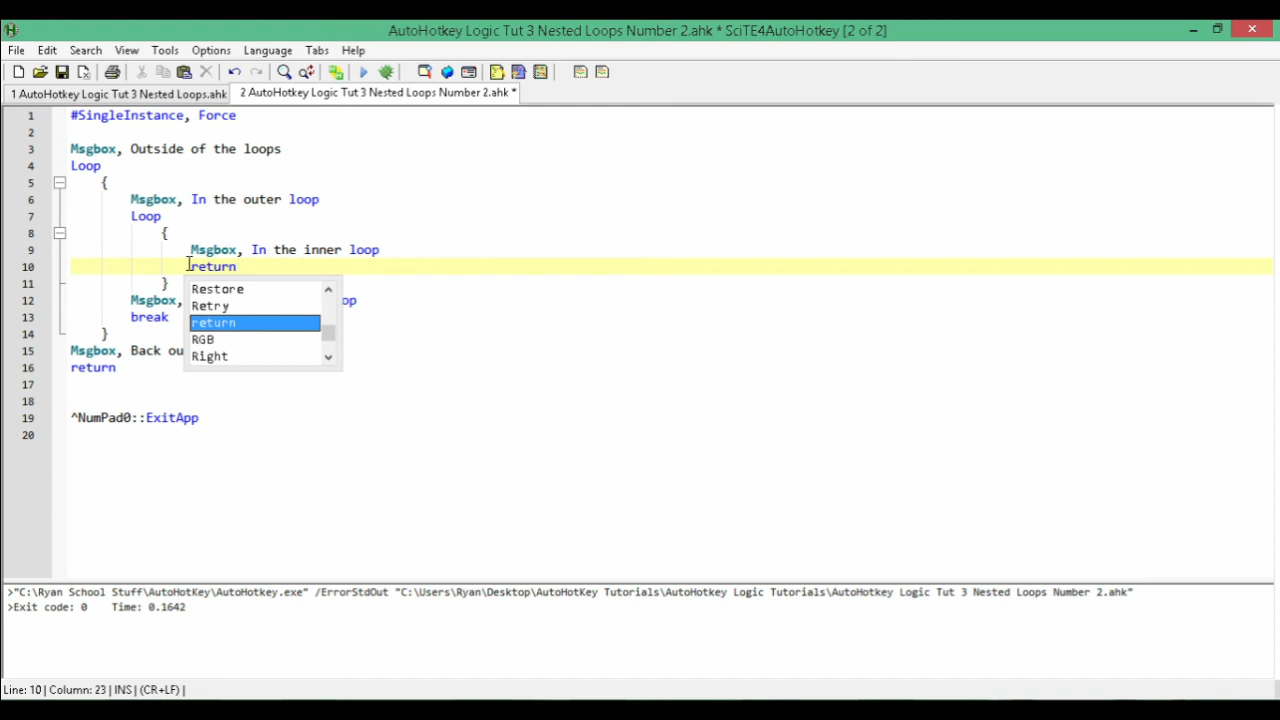 AutoHotkey Logic Tut 3 Nested Loops Number 2.ahk * SciTE4AutoHotkey [2 of 2]
File Edit Search View Tools Options Language Tabs Help
1 AutoHotkey Logic Tut 3 Nested Loops.ahk 2 AutoHotkey Logic Tut 3 Nested Loops Number 2.ahk *
1 #SingleInstance, Force
2
3 Msgbox, Outside of the loops
4 Loop
5 {
6 Msgbox, In the outer loop
7 Loop
8 {
9 Msgbox, In the inner loop
10 return
11 }
Restore
12 Msgbox, op
Retry
13 break
return
14 }
RGB
15 Msgbox, Back ou
Right
16 return
17
18
19 ^NumPad0::ExitApp
20
>"C:\Ryan School Stuff\AutoHotKey\AutoHotkey.exe" /ErrorStdOut "C:\Users\Ryan\Desktop\AutoHotKey Tutorials\AutoHotkey Logic Tutorials\AutoHotkey Logic Tut 3 Nested Loops Number 2.ahk"
>Exit code: 0 Time: 0.1642
Line: 10 | Column: 23 | INS | (CR+LF) |